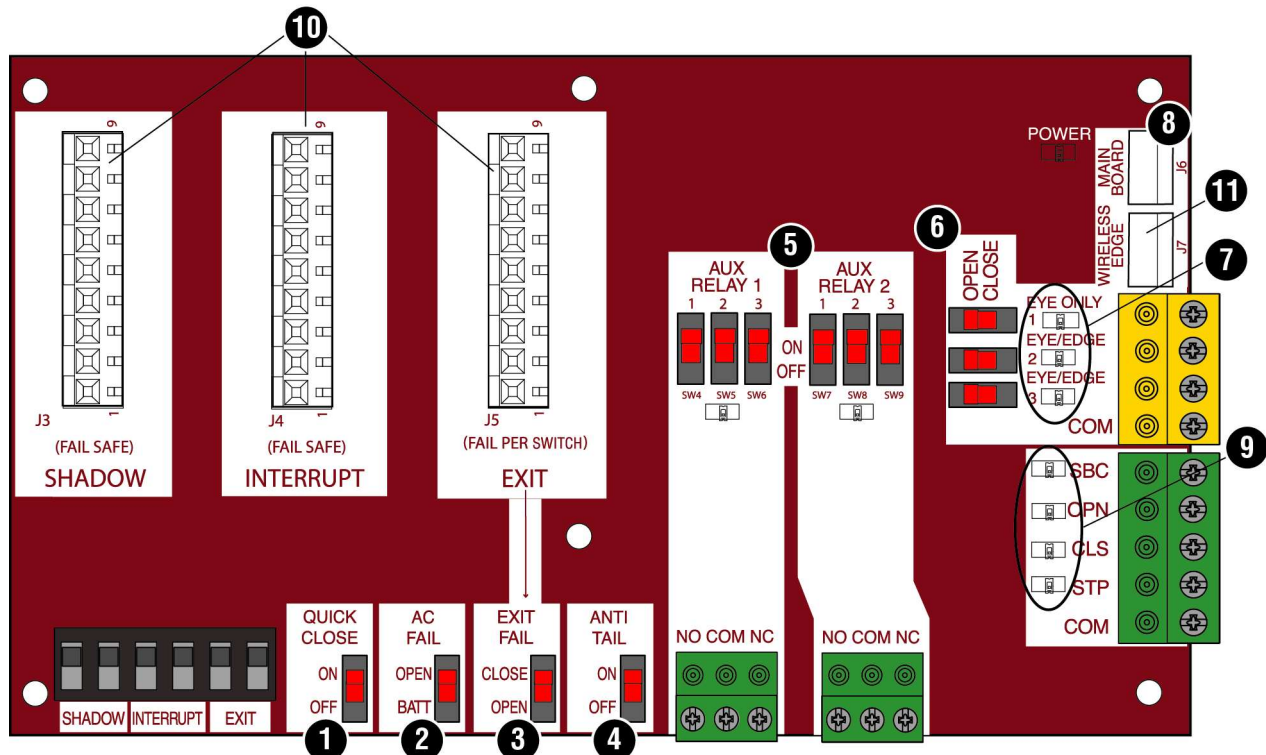 10
9
J3
1
(FAIL SAFE)
SHADOW
9
J4
1
(FAIL SAFE)
INTERRUPT
9
J5
1
(FAIL PER SWITCH)
EXIT
5
AUX
RELAY 1
1 2 3
SW4 SW5 SW6
ON
OFF
AUX
RELAY 2
1 2 3
SW7 SW8 SW9
POWER
8
MAIN
BOARD
J6
WIRELESS
EDGE
J7
11
7
6
OPEN
CLOSE
EYE ONLY
1
EYE/EDGE
2
EYE/EDGE
3
COM
9
SBC
OPN
CLS
STP
COM
SHADOW
INTERRUPT
EXIT
QUICK
CLOSE
ON
OFF
1
AC
FAIL
OPEN
BATT
2
EXIT
FAIL
CLOSE
OPEN
3
ANTI
TAIL
ON
OFF
4
NO COM NC
NO COM NC